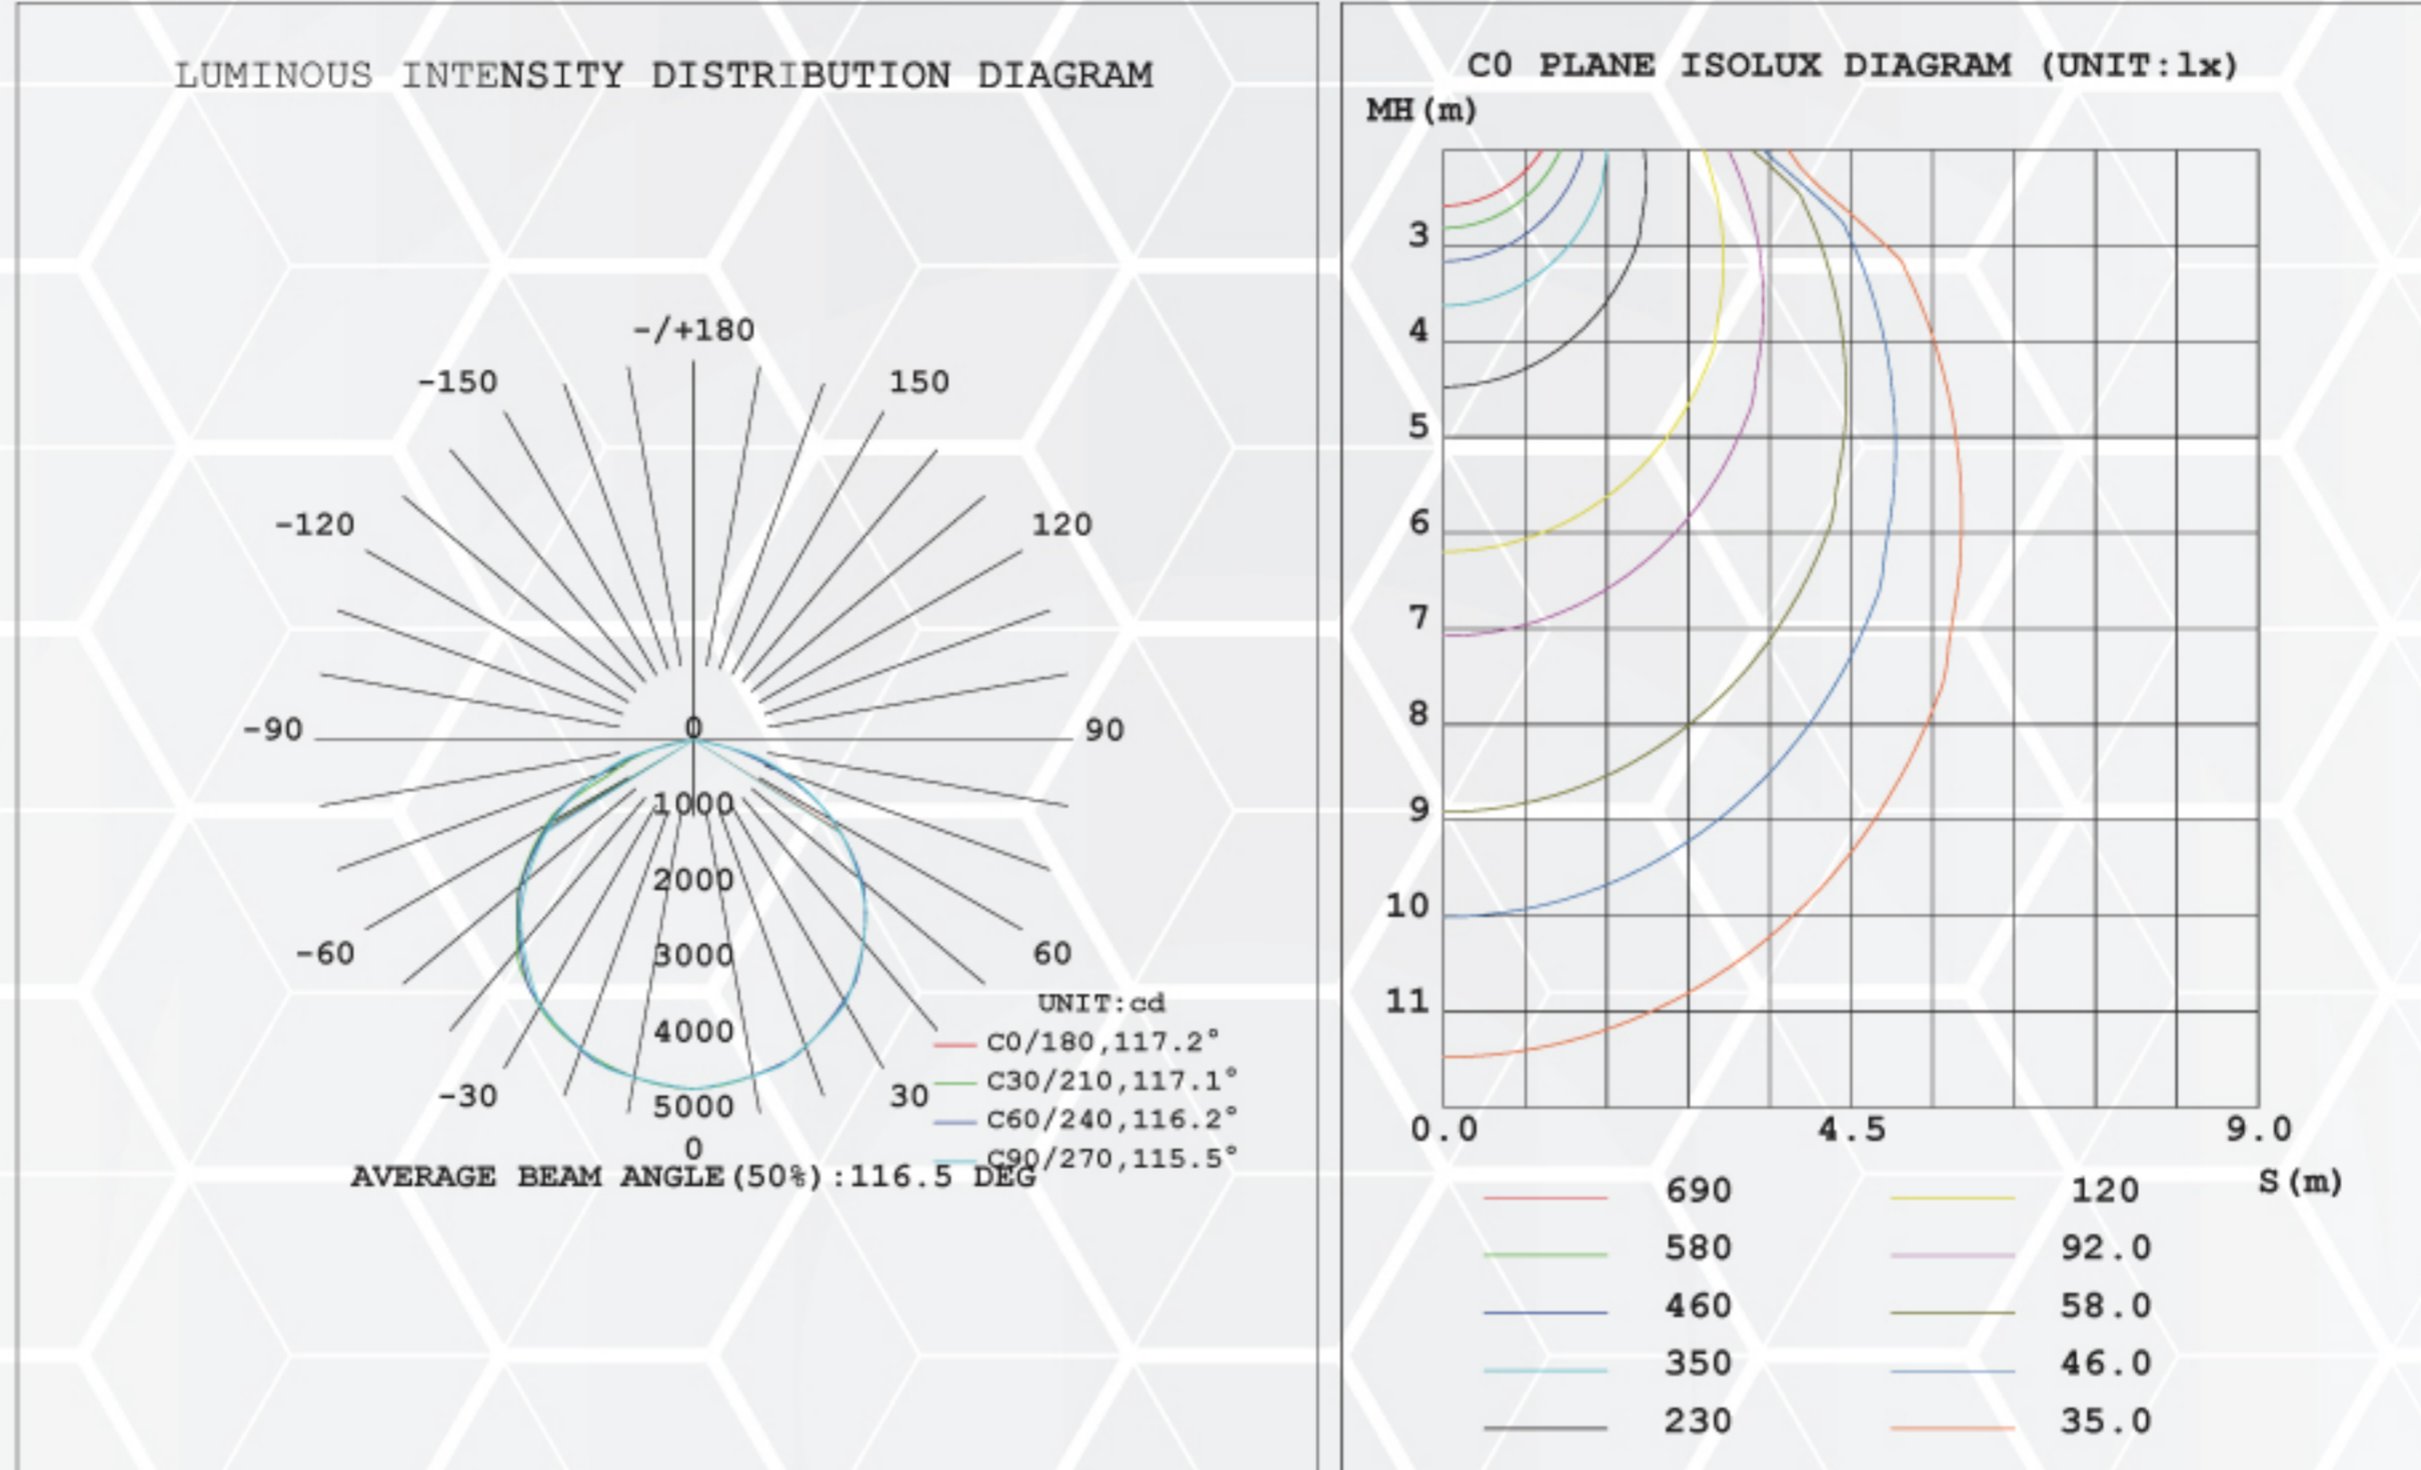 LUMINOUS INTENSITY DISTRIBUTION DIAGRAM
-/+180
-150
150
-120
120
-90
0
90
1000
2000
-60
3000
60
UNIT:cd
4000
C0/180,117.2°
C30/210,117.1°
-30
5000
30
C60/240,116.2°
0
C90/270,115.5°
AVERAGE BEAM ANGLE(50%):116.5 DEG
C0 PLANE ISOLUX DIAGRAM (UNIT:lx)
MH(m)
3
4
5
6
7
8
9
10
11
0.0 4.5 9.0
S(m)
690 120
580 92.0
460 58.0
350 46.0
230 35.0